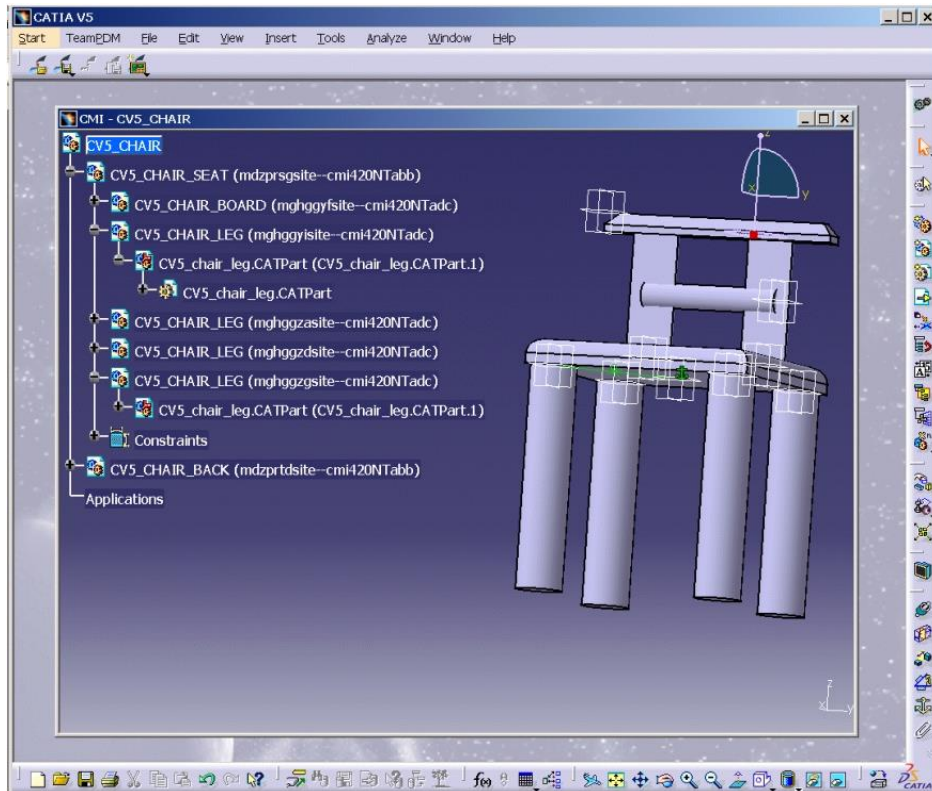 CATIA V5
Start TeamPDM File Edit View Insert Tools Analyze Window Help
CMI - CV5_CHAIR
CV5_CHAIR
CV5_CHAIR_SEAT (mdzprsgsite--cmi420NTabb)
CV5_CHAIR_BOARD (mghggyfsite--cmi420NTadc)
CV5_CHAIR_LEG (mghggyisite--cmi420NTadc)
CV5_chair_leg.CATPart (CV5_chair_leg.CATPart.1)
CV5_chair_leg.CATPart
CV5_CHAIR_LEG (mghggzasite--cmi420NTadc)
CV5_CHAIR_LEG (mghggzdsite--cmi420NTadc)
CV5_CHAIR_LEG (mghggzgsite--cmi420NTadc)
CV5_chair_leg.CATPart (CV5_chair_leg.CATPart.1)
Constraints
CV5_CHAIR_BACK (mdzprtdsite--cmi420NTabb)
Applications
z
x y
z
x y
f(x)
CATIA